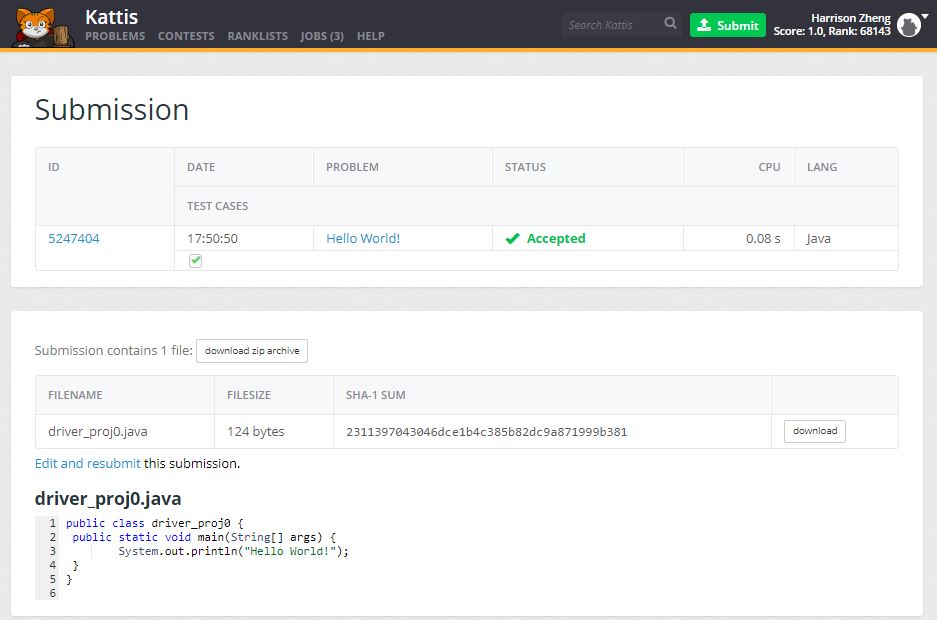 Kattis
PROBLEMS CONTESTS RANKLISTS JOBS (3) HELP
Search Kattis
Submit
Harrison Zheng
Score: 1.0, Rank: 68143
Submission
ID DATE PROBLEM STATUS CPU LANG
TEST CASES
5247404 17:50:50 Hello World! Accepted 0.08 s Java
Submission contains 1 file: download zip archive
FILENAME FILESIZE SHA-1 SUM
driver_proj0.java 124 bytes 2311397043046dce1b4c385b82dc9a871999b381 download
Edit and resubmit this submission.
driver_proj0.java
1 public class driver_proj0 {
2 public static void main(String[] args) {
3 System.out.println("Hello World!");
4 }
5 }
6